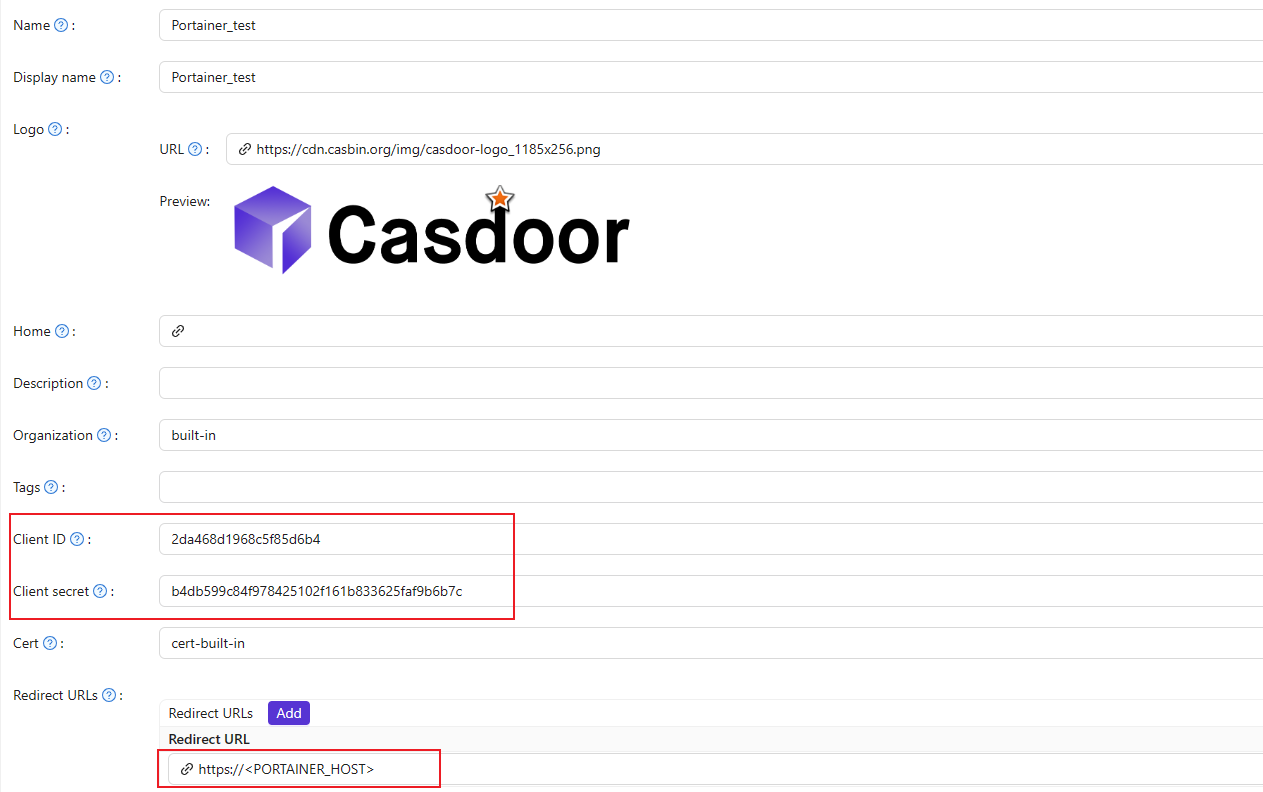 Name ? :
Portainer_test
Display name ? :
Portainer_test
Logo ? :
URL ? :
https://cdn.casbin.org/img/casdoor-logo_1185x256.png
Preview:
Casdoor
Home ? :
Description ? :
Organization ? :
built-in
Tags ? :
Client ID ? :
2da468d1968c5f85d6b4
Client secret ? :
b4db599c84f978425102f161b833625faf9b6b7c
Cert ? :
cert-built-in
Redirect URLs ? :
Redirect URLs Add
Redirect URL
https://<PORTAINER_HOST>